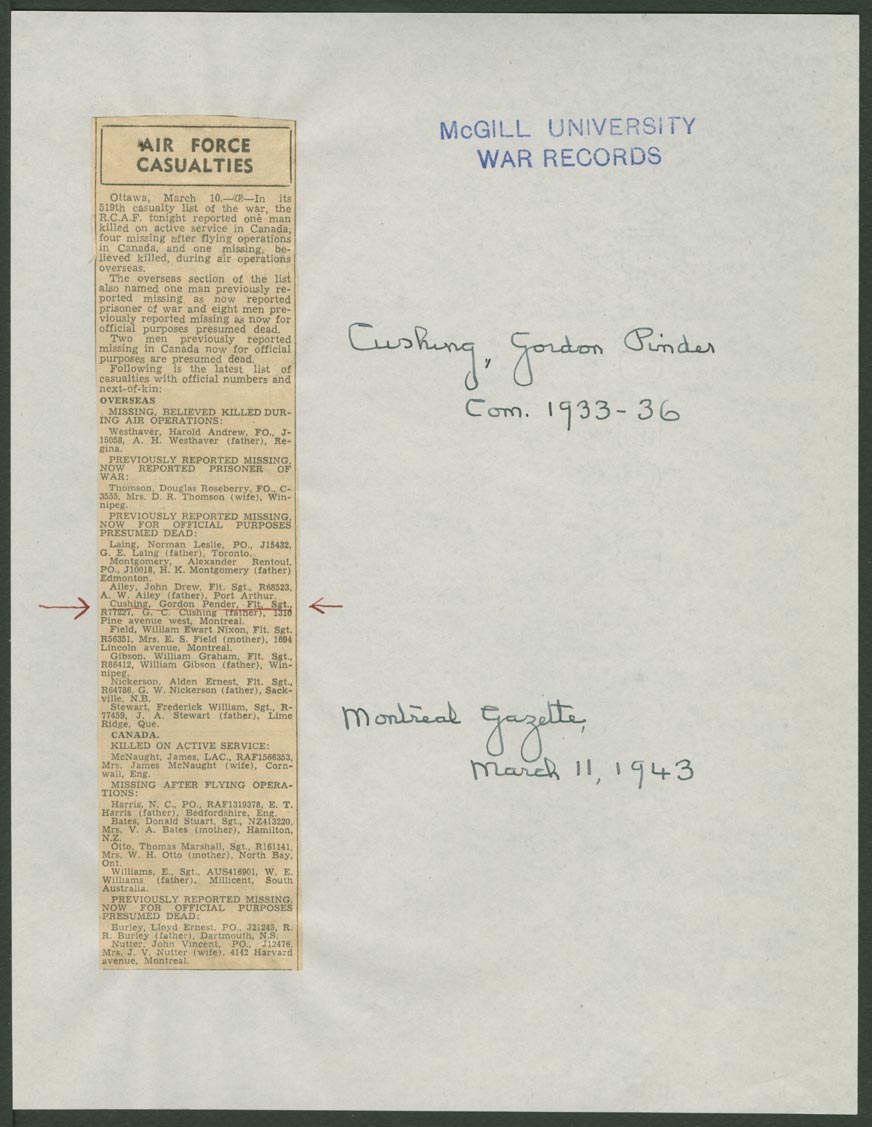 AIR FORCE
CASUALTIES
Ottawa, March 10.—CP—In its
519th casualty list of the war, the
R.C.A.F. tonight reported one man
killed on active service in Canada,
four missing after flying operations
in Canada, and one missing, be-
lieved killed, during air operations
overseas.
The overseas section of the list
also named one man previously re-
ported missing as now reported
prisoner of war and eight men pre-
viously reported missing as now for
official purposes presumed dead.
Two men previously reported
missing in Canada now for official
purposes are presumed dead.
Following is the latest list of
casualties with official numbers and
next-of-kin:
OVERSEAS
MISSING, BELIEVED KILLED DUR-
ING AIR OPERATIONS:
Westhaver, Harold Andrew, FO., J-
15058, A. H. Westhaver (father), Re-
gina.
PREVIOUSLY REPORTED MISSING,
NOW REPORTED PRISONER OF
WAR:
Thomson, Douglas Roseberry, FO., C-
3555, Mrs. D. R. Thomson (wife), Win-
nipeg.
PREVIOUSLY REPORTED MISSING,
NOW FOR OFFICIAL PURPOSES
PRESUMED DEAD:
Laing, Norman Leslie, PO., J15432,
G. E. Laing (father), Toronto.
Montgomery, Alexander Rentoul,
PO., J10018, H. K. Montgomery (father)
Edmonton.
Ailey, John Drew, Flt. Sgt., R68523,
A. W. Ailey (father), Port Arthur.
Cushing, Gordon Pender, Flt. Sgt.,
R77227, G. C. Cushing (father), 1310
Pine avenue west, Montreal.
Field, William Ewart Nixon, Flt. Sgt.
R56351, Mrs. E. S. Field (mother), 1694
Lincoln avenue, Montreal.
Gibson, William Graham, Flt. Sgt.,
R86412, William Gibson (father), Win-
nipeg.
Nickerson, Alden Ernest, Flt. Sgt.,
R64786, G. W. Nickerson (father), Sack-
ville, N.B.
Stewart, Frederick William, Sgt., R-
77459, J. A. Stewart (father), Lime
Ridge, Que.
CANADA.
KILLED ON ACTIVE SERVICE:
McNaught, James, LAC., RAF1566353,
Mrs. James McNaught (wife), Corn-
wall, Eng.
MISSING AFTER FLYING OPERA-
TIONS:
Harris, N. C., PO., RAF1319378, E. T.
Harris (father), Bedfordshire, Eng.
Bates, Donald Stuart, Sgt., NZ413220,
Mrs. V. A. Bates (mother), Hamilton,
N.Z.
Otto, Thomas Marshall, Sgt., R161141,
Mrs. W. H. Otto (mother), North Bay,
Ont.
Williams, E., Sgt., AUS416901, W. E.
Williams (father), Millicent, South
Australia.
PREVIOUSLY REPORTED MISSING,
NOW FOR OFFICIAL PURPOSES
PRESUMED DEAD:
Burley, Lloyd Ernest, PO., J21245, R.
R. Burley (father), Dartmouth, N.S.
Nutter, John Vincent, PO., J12476,
Mrs. J. V. Nutter (wife), 4142 Harvard
avenue, Montreal.
McGILL UNIVERSITY
WAR RECORDS
Cushing, Gordon Pinder
Com. 1933-36
Montreal Gazette,
March 11, 1943